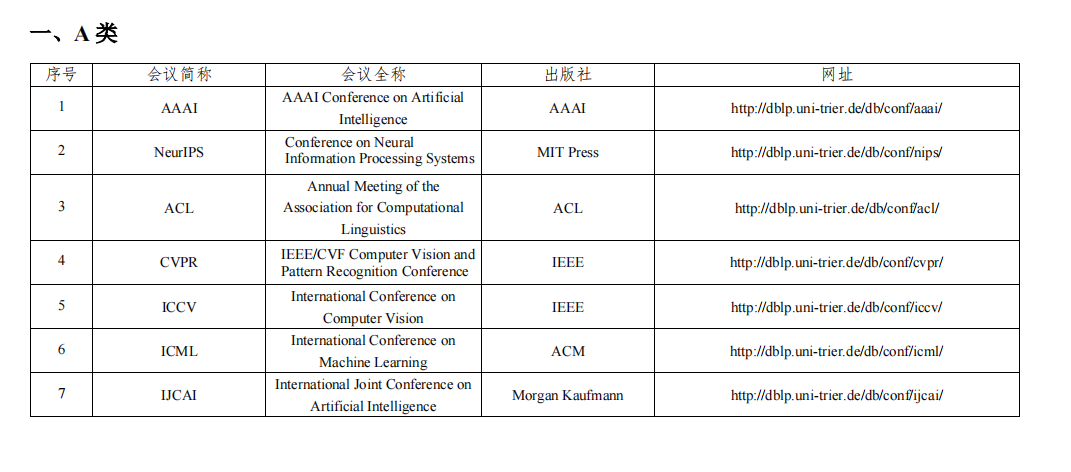 一、A 类
序号 会议简称 会议全称 出版社 网址
1 AAAI AAAI Conference on Artificial
Intelligence AAAI http://dblp.uni-trier.de/db/conf/aaai/
2 NeurIPS Conference on Neural
Information Processing Systems MIT Press http://dblp.uni-trier.de/db/conf/nips/
3 ACL Annual Meeting of the
Association for Computational
Linguistics ACL http://dblp.uni-trier.de/db/conf/acl/
4 CVPR IEEE/CVF Computer Vision and
Pattern Recognition Conference IEEE http://dblp.uni-trier.de/db/conf/cvpr/
5 ICCV International Conference on
Computer Vision IEEE http://dblp.uni-trier.de/db/conf/iccv/
6 ICML International Conference on
Machine Learning ACM http://dblp.uni-trier.de/db/conf/icml/
7 IJCAI International Joint Conference on
Artificial Intelligence Morgan Kaufmann http://dblp.uni-trier.de/db/conf/ijcai/